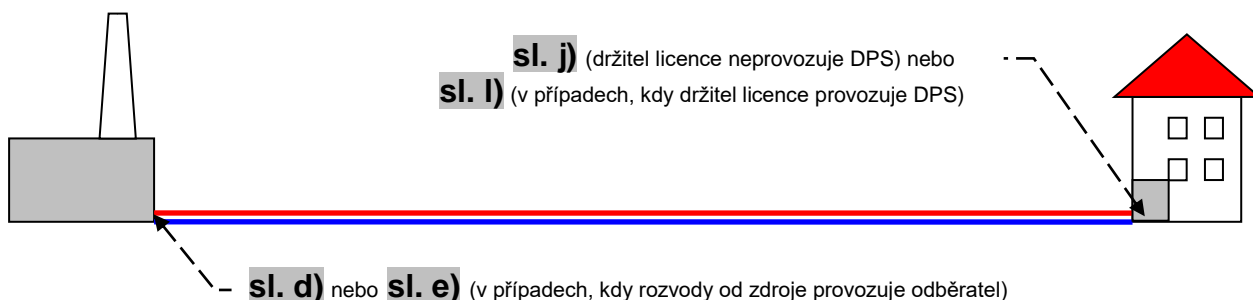 sl. j) (držitel licence neprovozuje DPS) nebo
sl. l) (v případech, kdy držitel licence provozuje DPS)
sl. d) nebo sl. e) (v případech, kdy rozvody od zdroje provozuje odběratel)